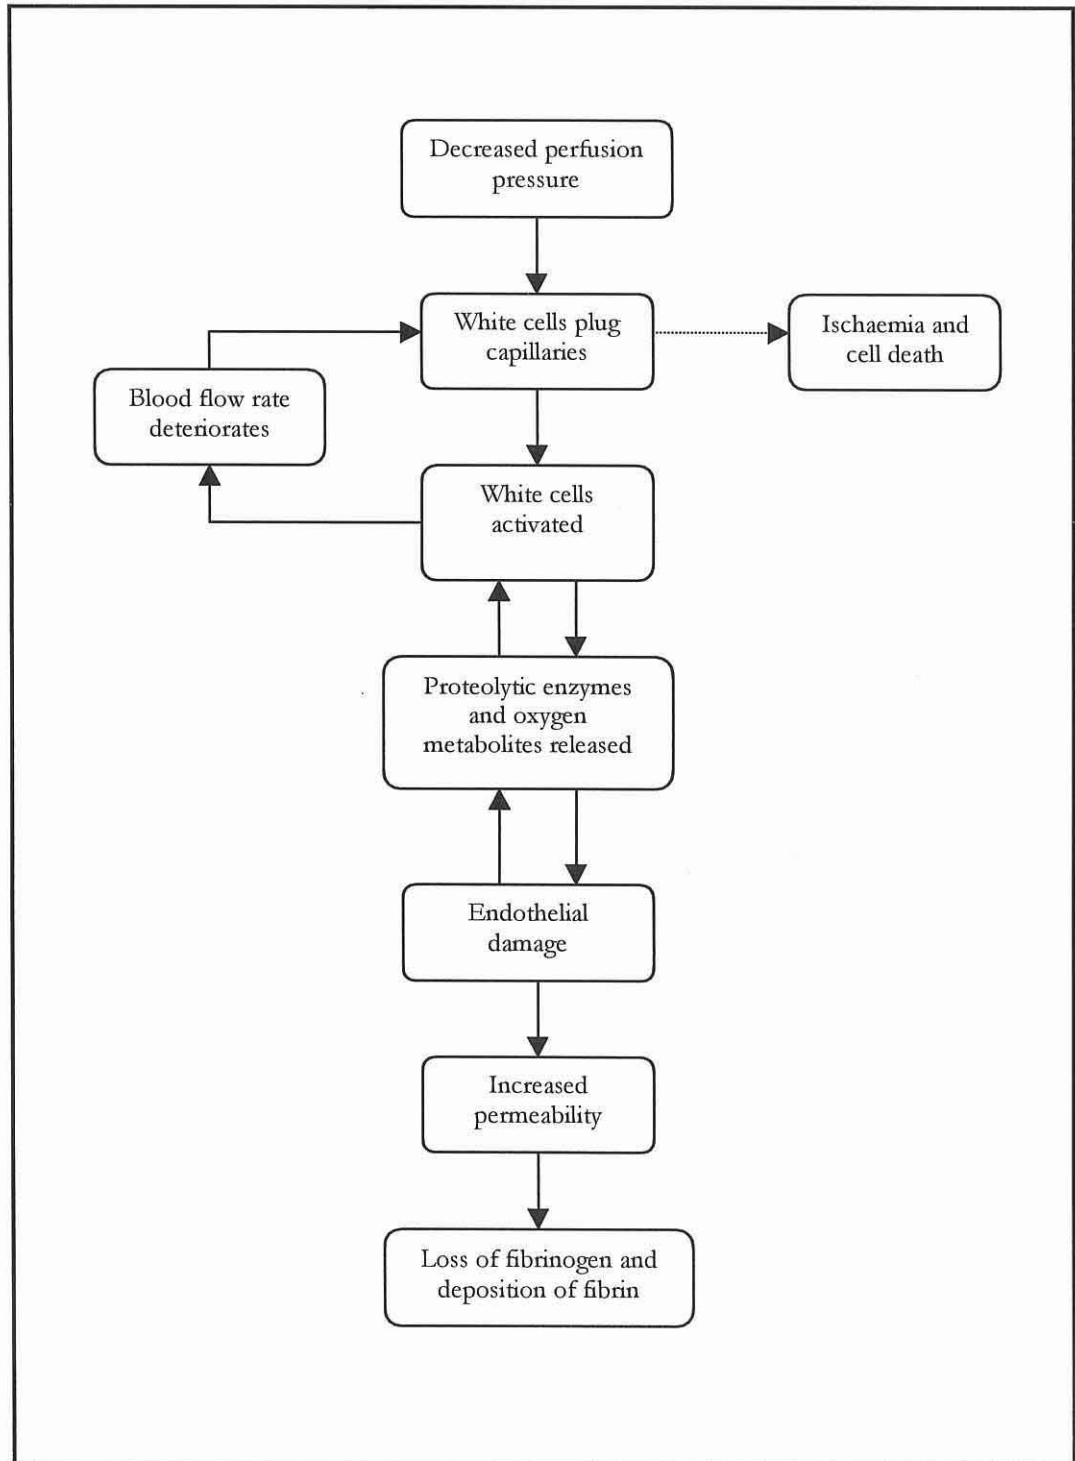 Decreased perfusion
pressure
White cells plug
capillaries
Ischaemia and
cell death
Blood flow rate
deteriorates
White cells
activated
Proteolytic enzymes
and oxygen
metabolites released
Endothelial
damage
Increased
permeability
Loss of fibrinogen and
deposition of fibrin